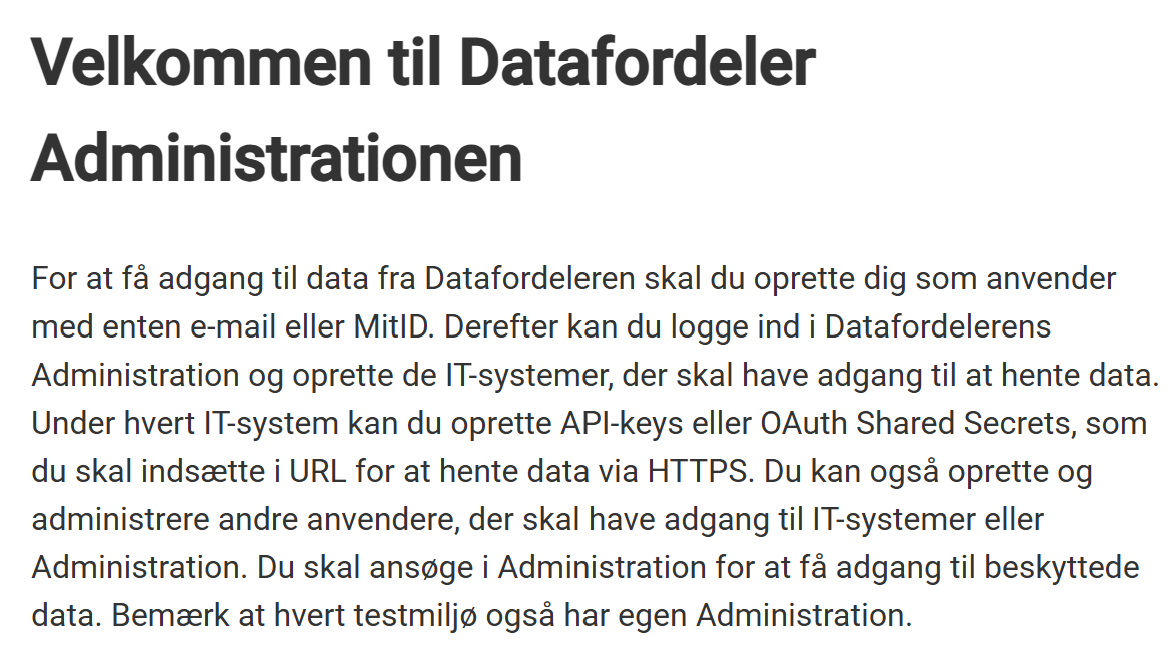 Velkommen til Datafordeler
Administrationen
For at få adgang til data fra Datafordeleren skal du oprette dig som anvender
med enten e-mail eller MitID. Derefter kan du logge ind i Datafordelerens
Administration og oprette de IT-systemer, der skal have adgang til at hente data.
Under hvert IT-system kan du oprette API-keys eller OAuth Shared Secrets, som
du skal indsætte i URL for at hente data via HTTPS. Du kan også oprette og
administrere andre anvendere, der skal have adgang til IT-systemer eller
Administration. Du skal ansøge i Administration for at få adgang til beskyttede
data. Bemærk at hvert testmiljø også har egen Administration.